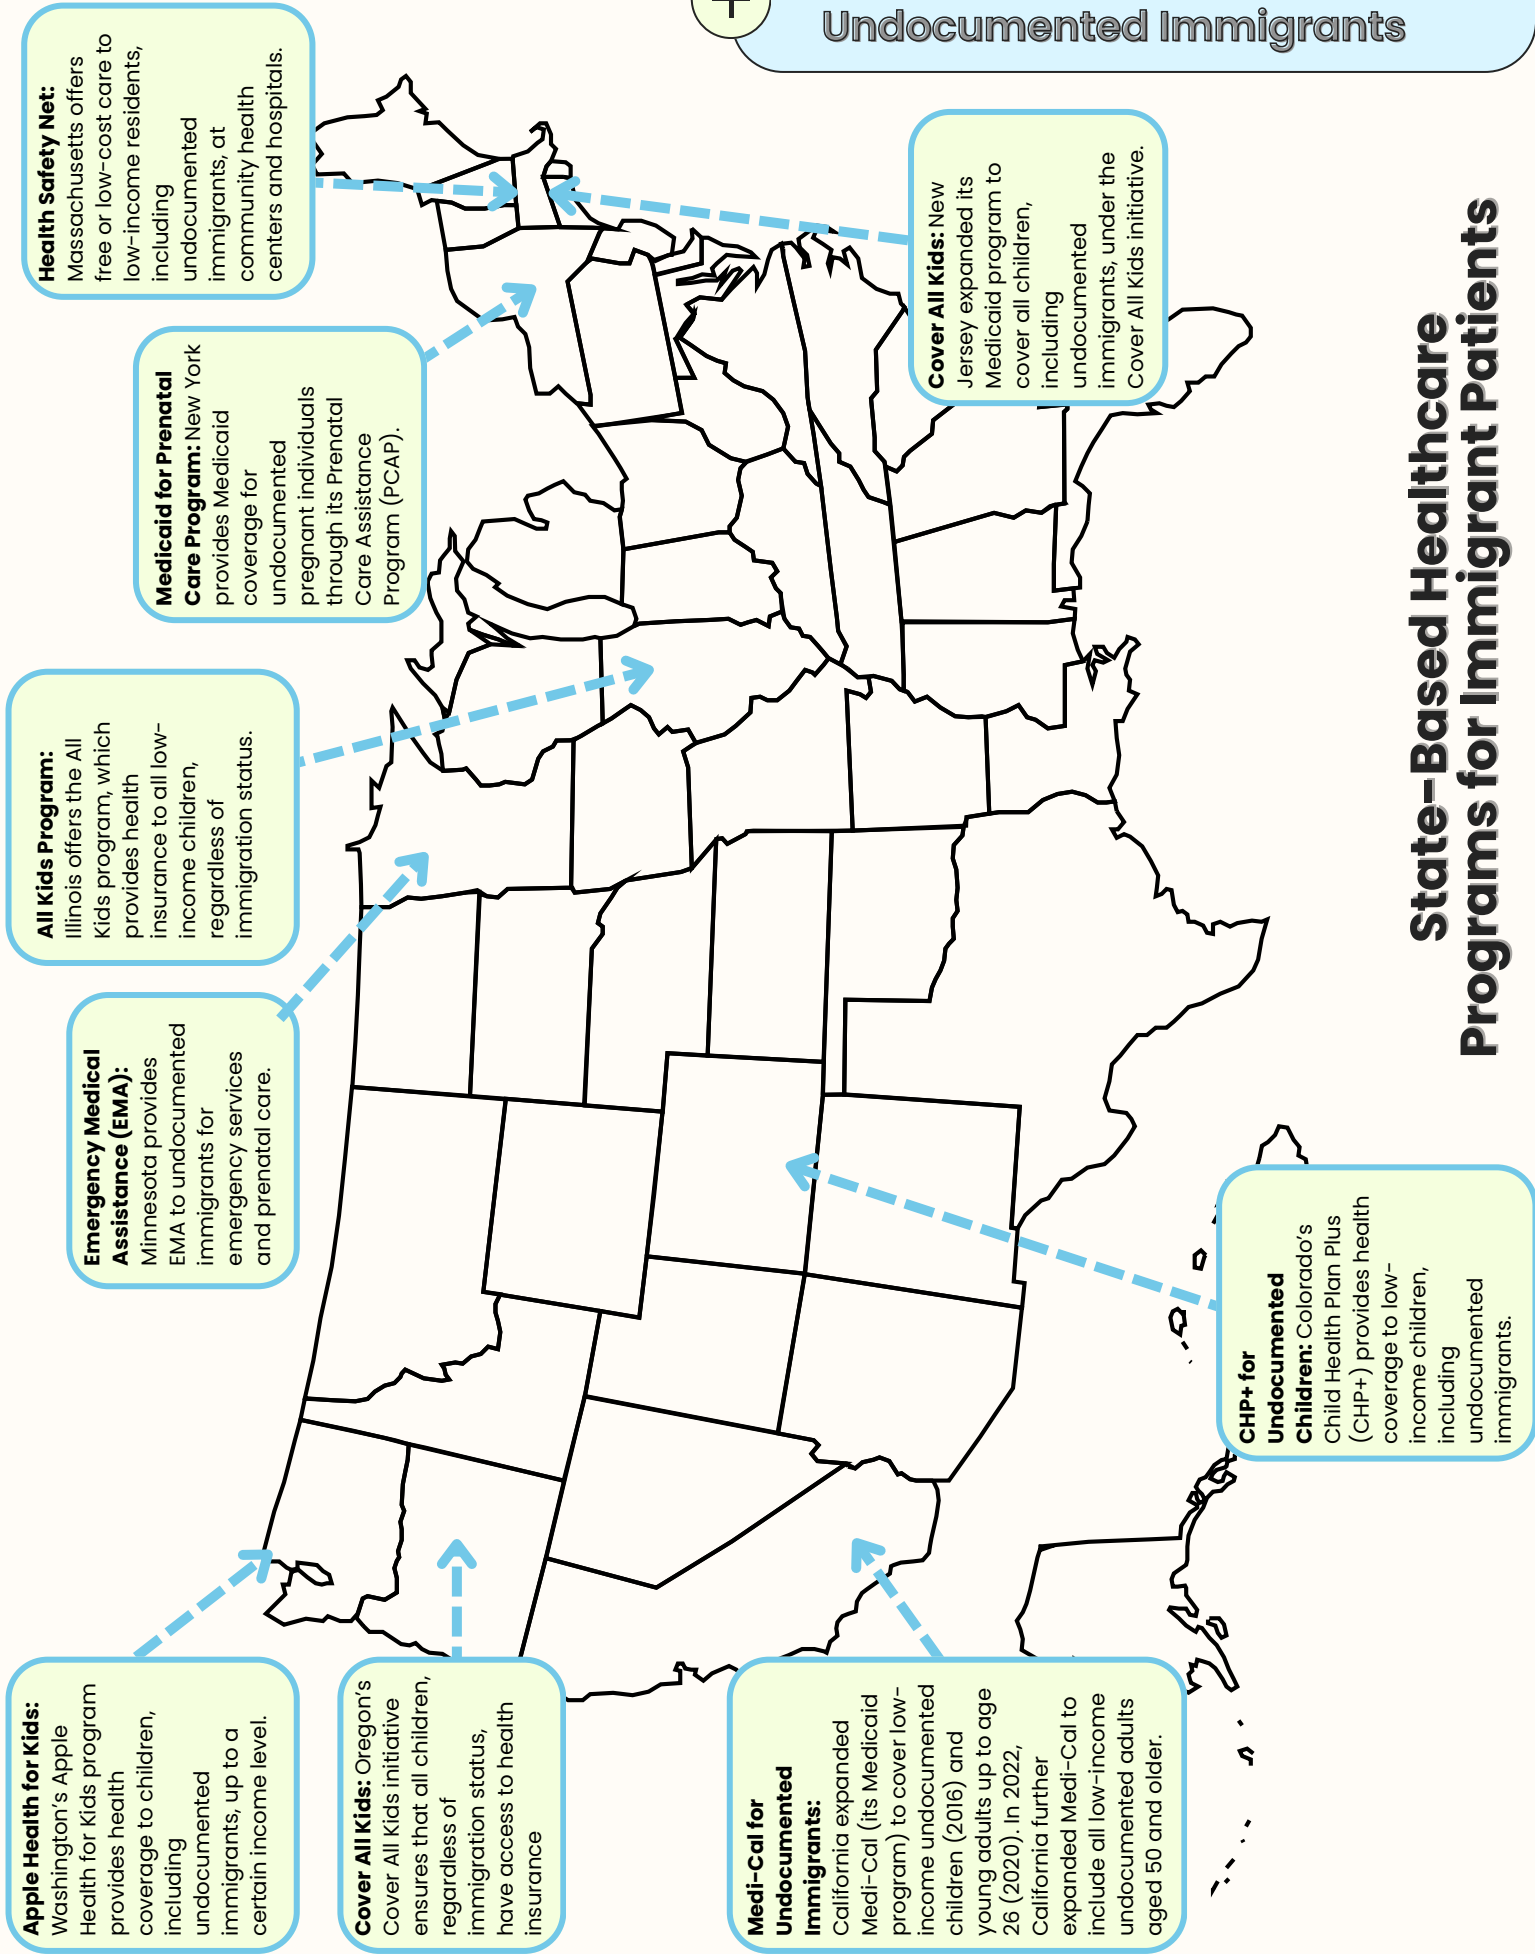 Undocumented Immigrants
State-Based Healthcare
Programs for Immigrant Patients
Apple Health for Kids:
Washington's Apple
Health for Kids program
provides health
coverage to children,
including
undocumented
immigrants, up to a
certain income level.
Cover All Kids: Oregon's
Cover All Kids initiative
ensures that all children,
regardless of
immigration status,
have access to health
insurance
Medi-Cal for
Undocumented
Immigrants:
California expanded
Medi-Cal (its Medicaid
program) to cover low-
income undocumented
children (2016) and
young adults up to age
26 (2020). In 2022,
California further
expanded Medi-Cal to
include all low-income
undocumented adults
aged 50 and older.
Emergency Medical
Assistance (EMA):
Minnesota provides
EMA to undocumented
immigrants for
emergency services
and prenatal care.
CHP+ for
Undocumented
Children: Colorado's
Child Health Plan Plus
(CHP+) provides health
coverage to low-
income children,
including
undocumented
immigrants.
All Kids Program:
Illinois offers the All
Kids program, which
provides health
insurance to all low-
income children,
regardless of
immigration status.
Medicaid for Prenatal
Care Program: New York
provides Medicaid
coverage for
undocumented
pregnant individuals
through its Prenatal
Care Assistance
Program (PCAP).
Health Safety Net:
Massachusetts offers
free or low-cost care to
low-income residents,
including
undocumented
immigrants, at
community health
centers and hospitals.
Cover All Kids: New
Jersey expanded its
Medicaid program to
cover all children,
including
undocumented
immigrants, under the
Cover All Kids initiative.